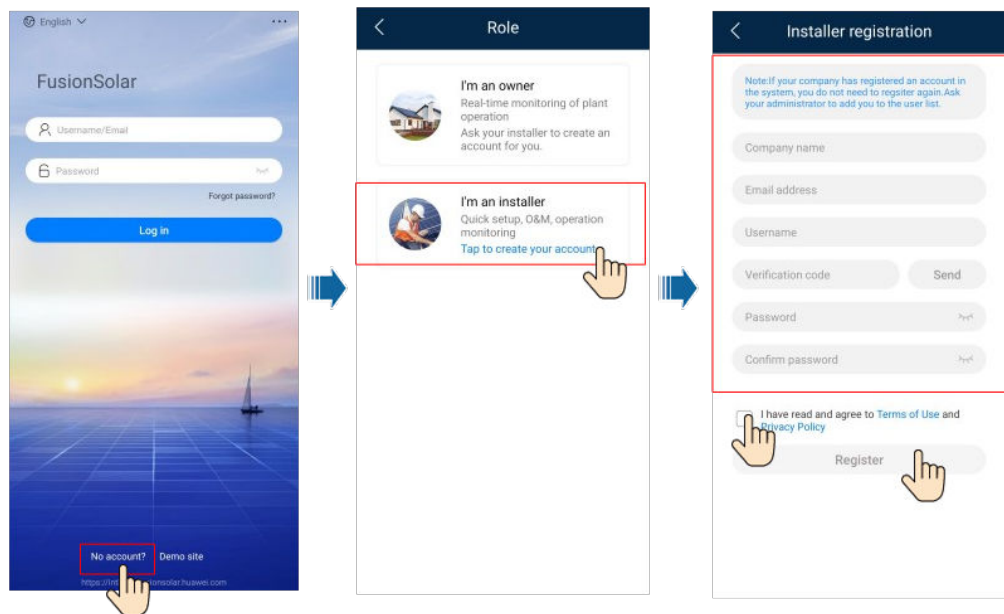 English
FusionSolar
Username/Email
Password
Forgot password?
Log in
No account? Demo site
Role
I'm an owner
Real-time monitoring of plant
operation
Ask your installer to create an
account for you.
I'm an installer
Quick setup, O&M, operation
monitoring
Tap to create your account
Installer registration
Note:If your company has registered an account in
the system, you do not need to regsiter again.Ask
your administrator to add you to the user list.
Company name
Email address
Username
Verification code Send
Password
Confirm password
I have read and agree to Terms of Use and
Privacy Policy
Register